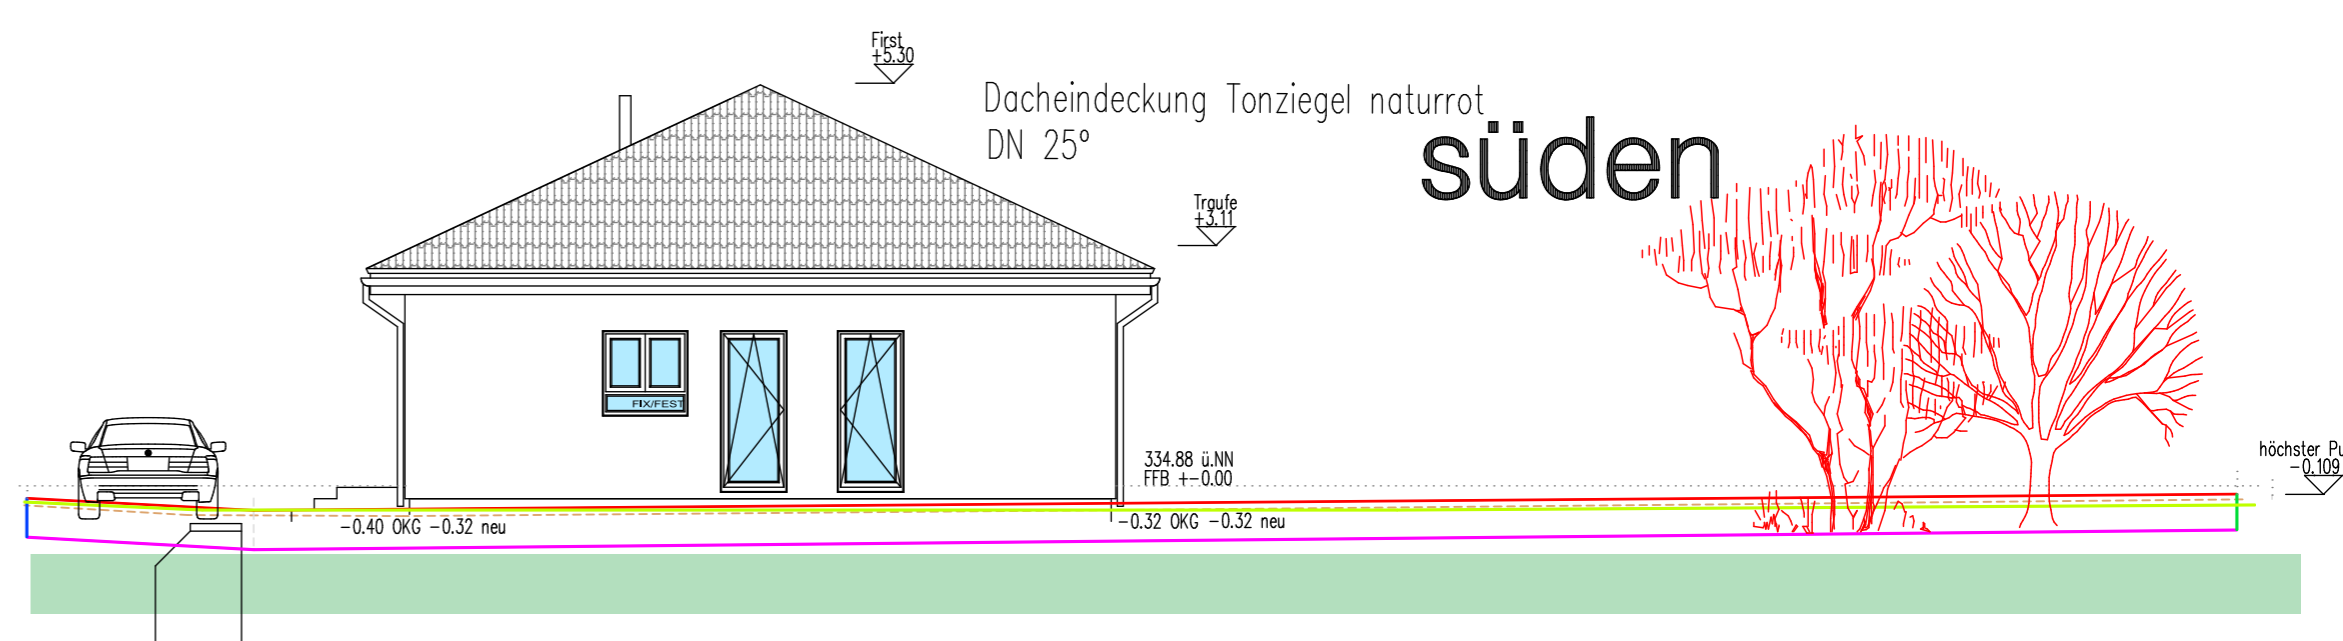 First
+5.30
Dacheindeckung Tonziegel naturrot
DN 25°
süden
Traufe
+3.11
FIX/FEST
334.88 ü.NN
FFB +-0.00
höchster Pu
-0.109
-0.40 OKG -0.32 neu
-0.32 OKG -0.32 neu